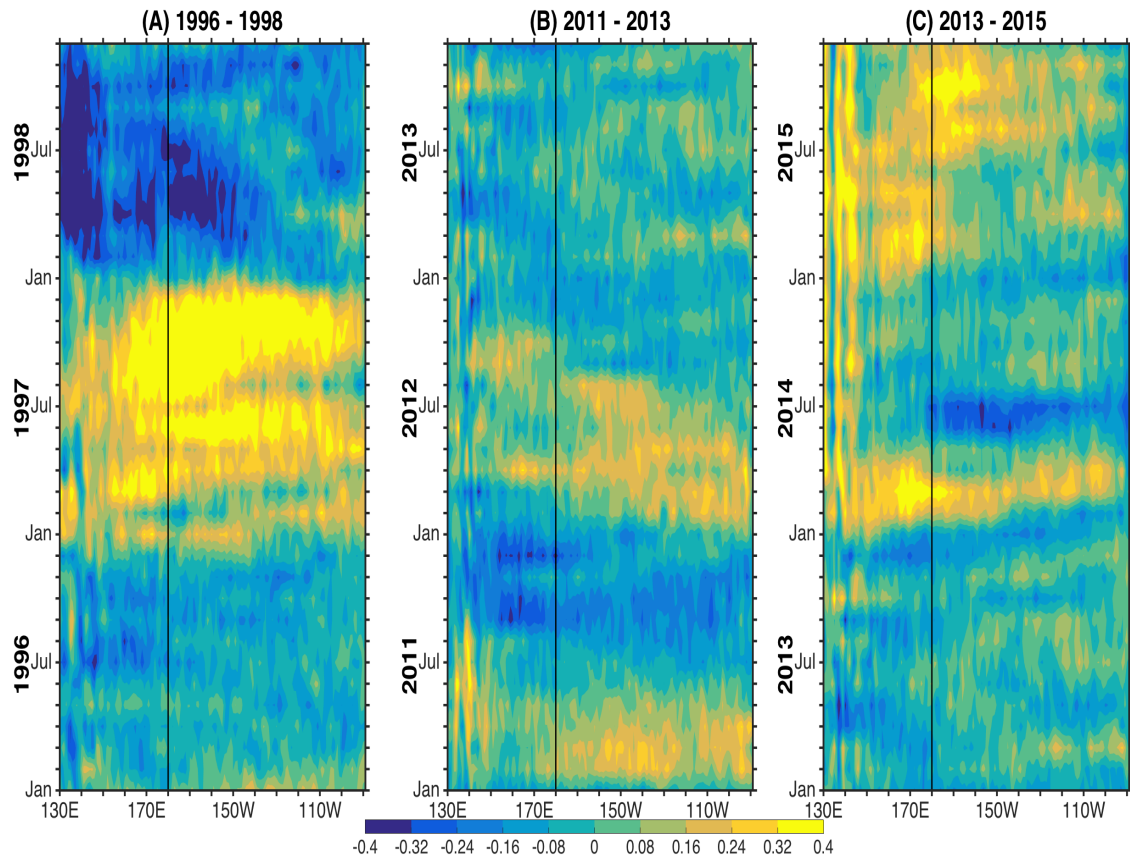 (A) 1996 - 1998
(B) 2011 - 2013
(C) 2013 - 2015
1998
Jul
Jan
1997
Jul
Jan
1996
Jul
Jan
130E 170E 150W 110W
2013
Jul
Jan
2012
Jul
Jan
2011
Jul
Jan
130E 170E 150W 110W
2015
Jul
Jan
2014
Jul
Jan
2013
Jul
Jan
130E 170E 150W 110W
-0.4 -0.32 -0.24 -0.16 -0.08 0 0.08 0.16 0.24 0.32 0.4